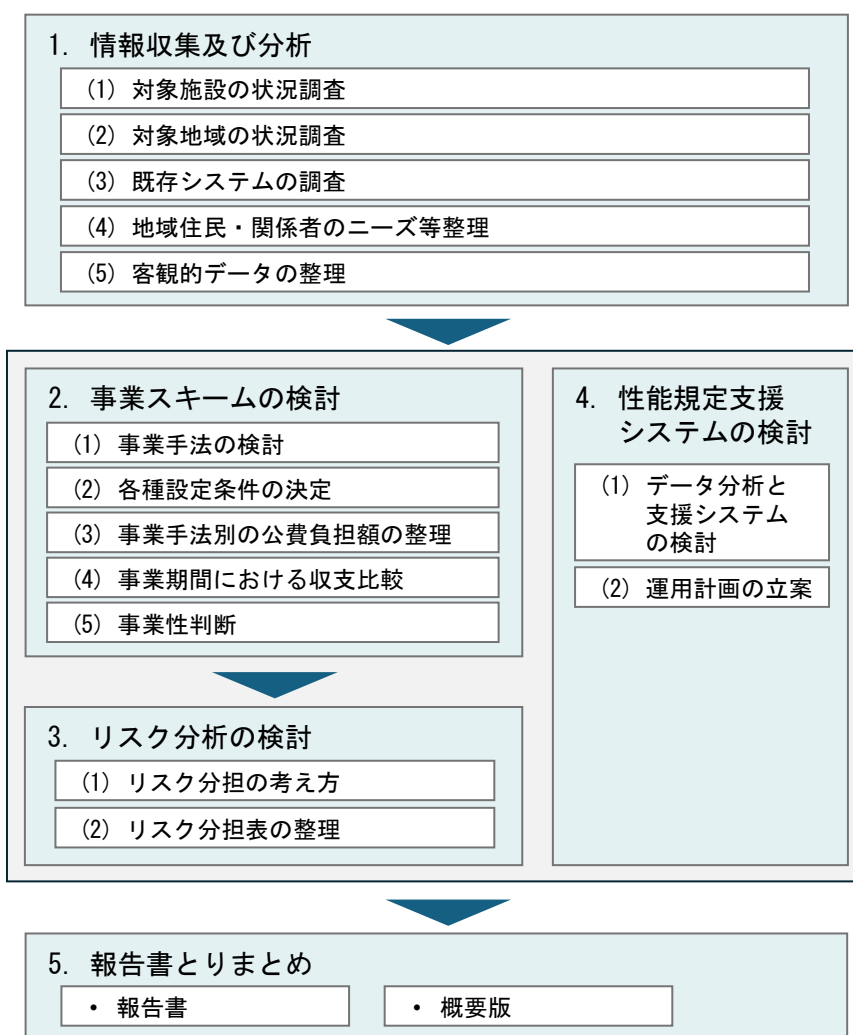 1. 情報収集及び分析
(1) 対象施設の状況調査
(2) 対象地域の状況調査
(3) 既存システムの調査
(4) 地域住民・関係者のニーズ等整理
(5) 客観的データの整理
2. 事業スキームの検討
(1) 事業手法の検討
(2) 各種設定条件の決定
(3) 事業手法別の公費負担額の整理
(4) 事業期間における収支比較
(5) 事業性判断
3. リスク分析の検討
(1) リスク分担の考え方
(2) リスク分担表の整理
4. 性能規定支援
システムの検討
(1) データ分析と
支援システム
の検討
(2) 運用計画の立案
5. 報告書とりまとめ
• 報告書
• 概要版